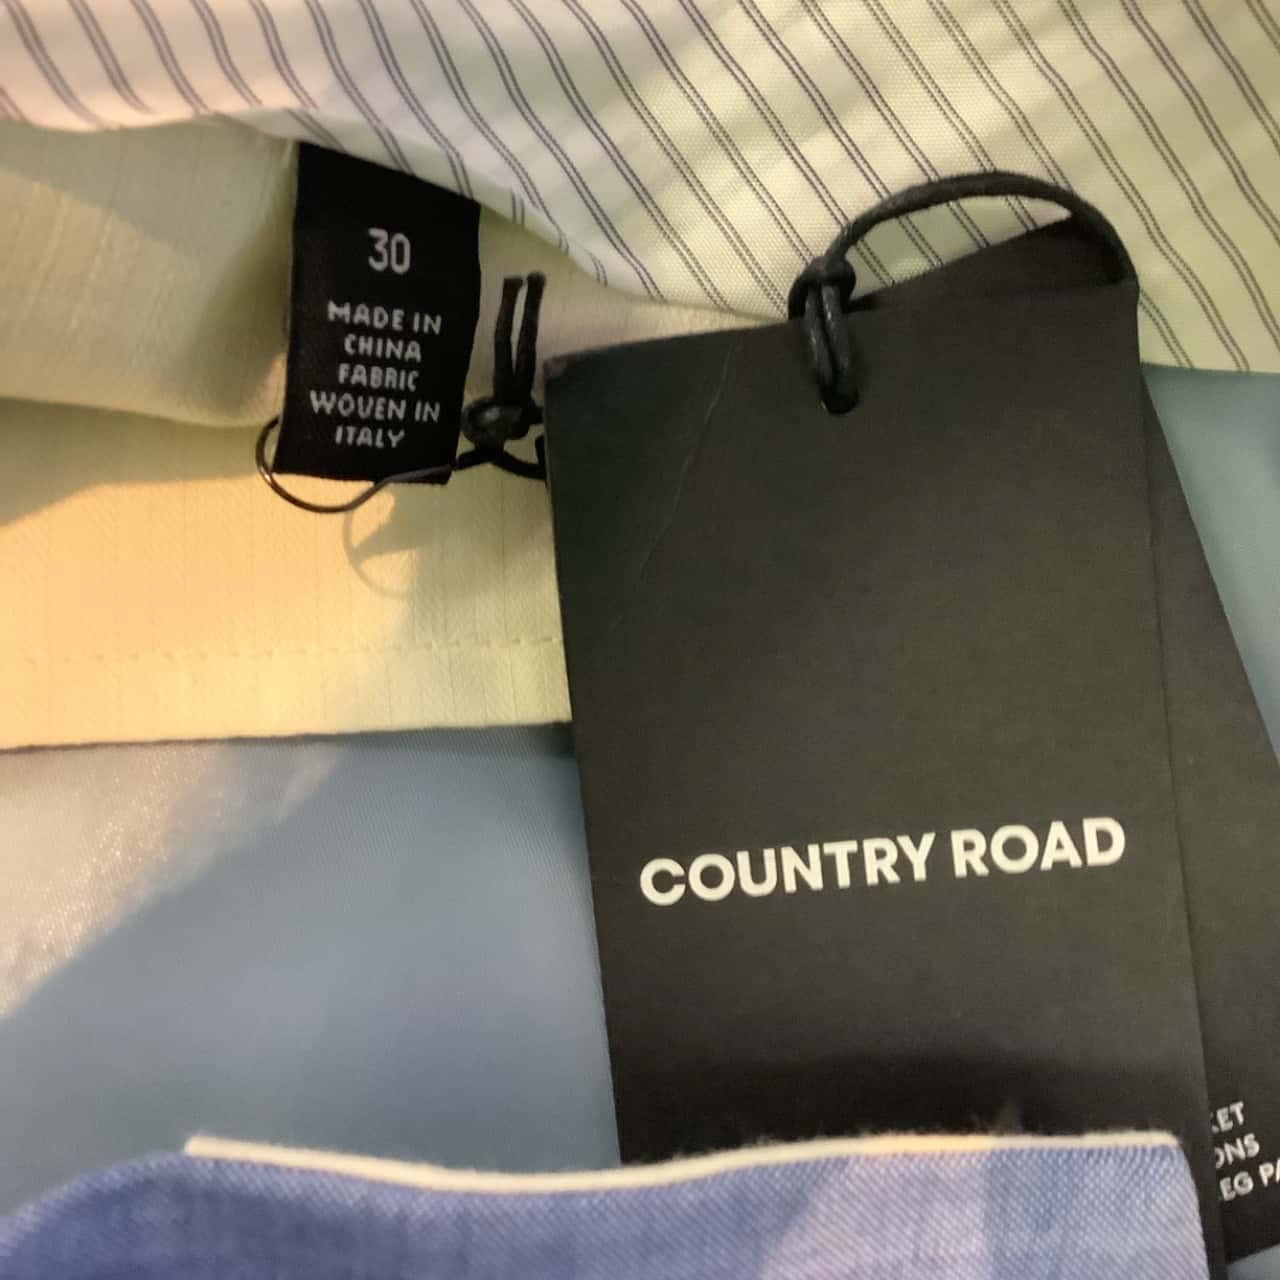 30
MADE IN
CHINA
FABRIC
WOVEN IN
ITALY
COUNTRY ROAD